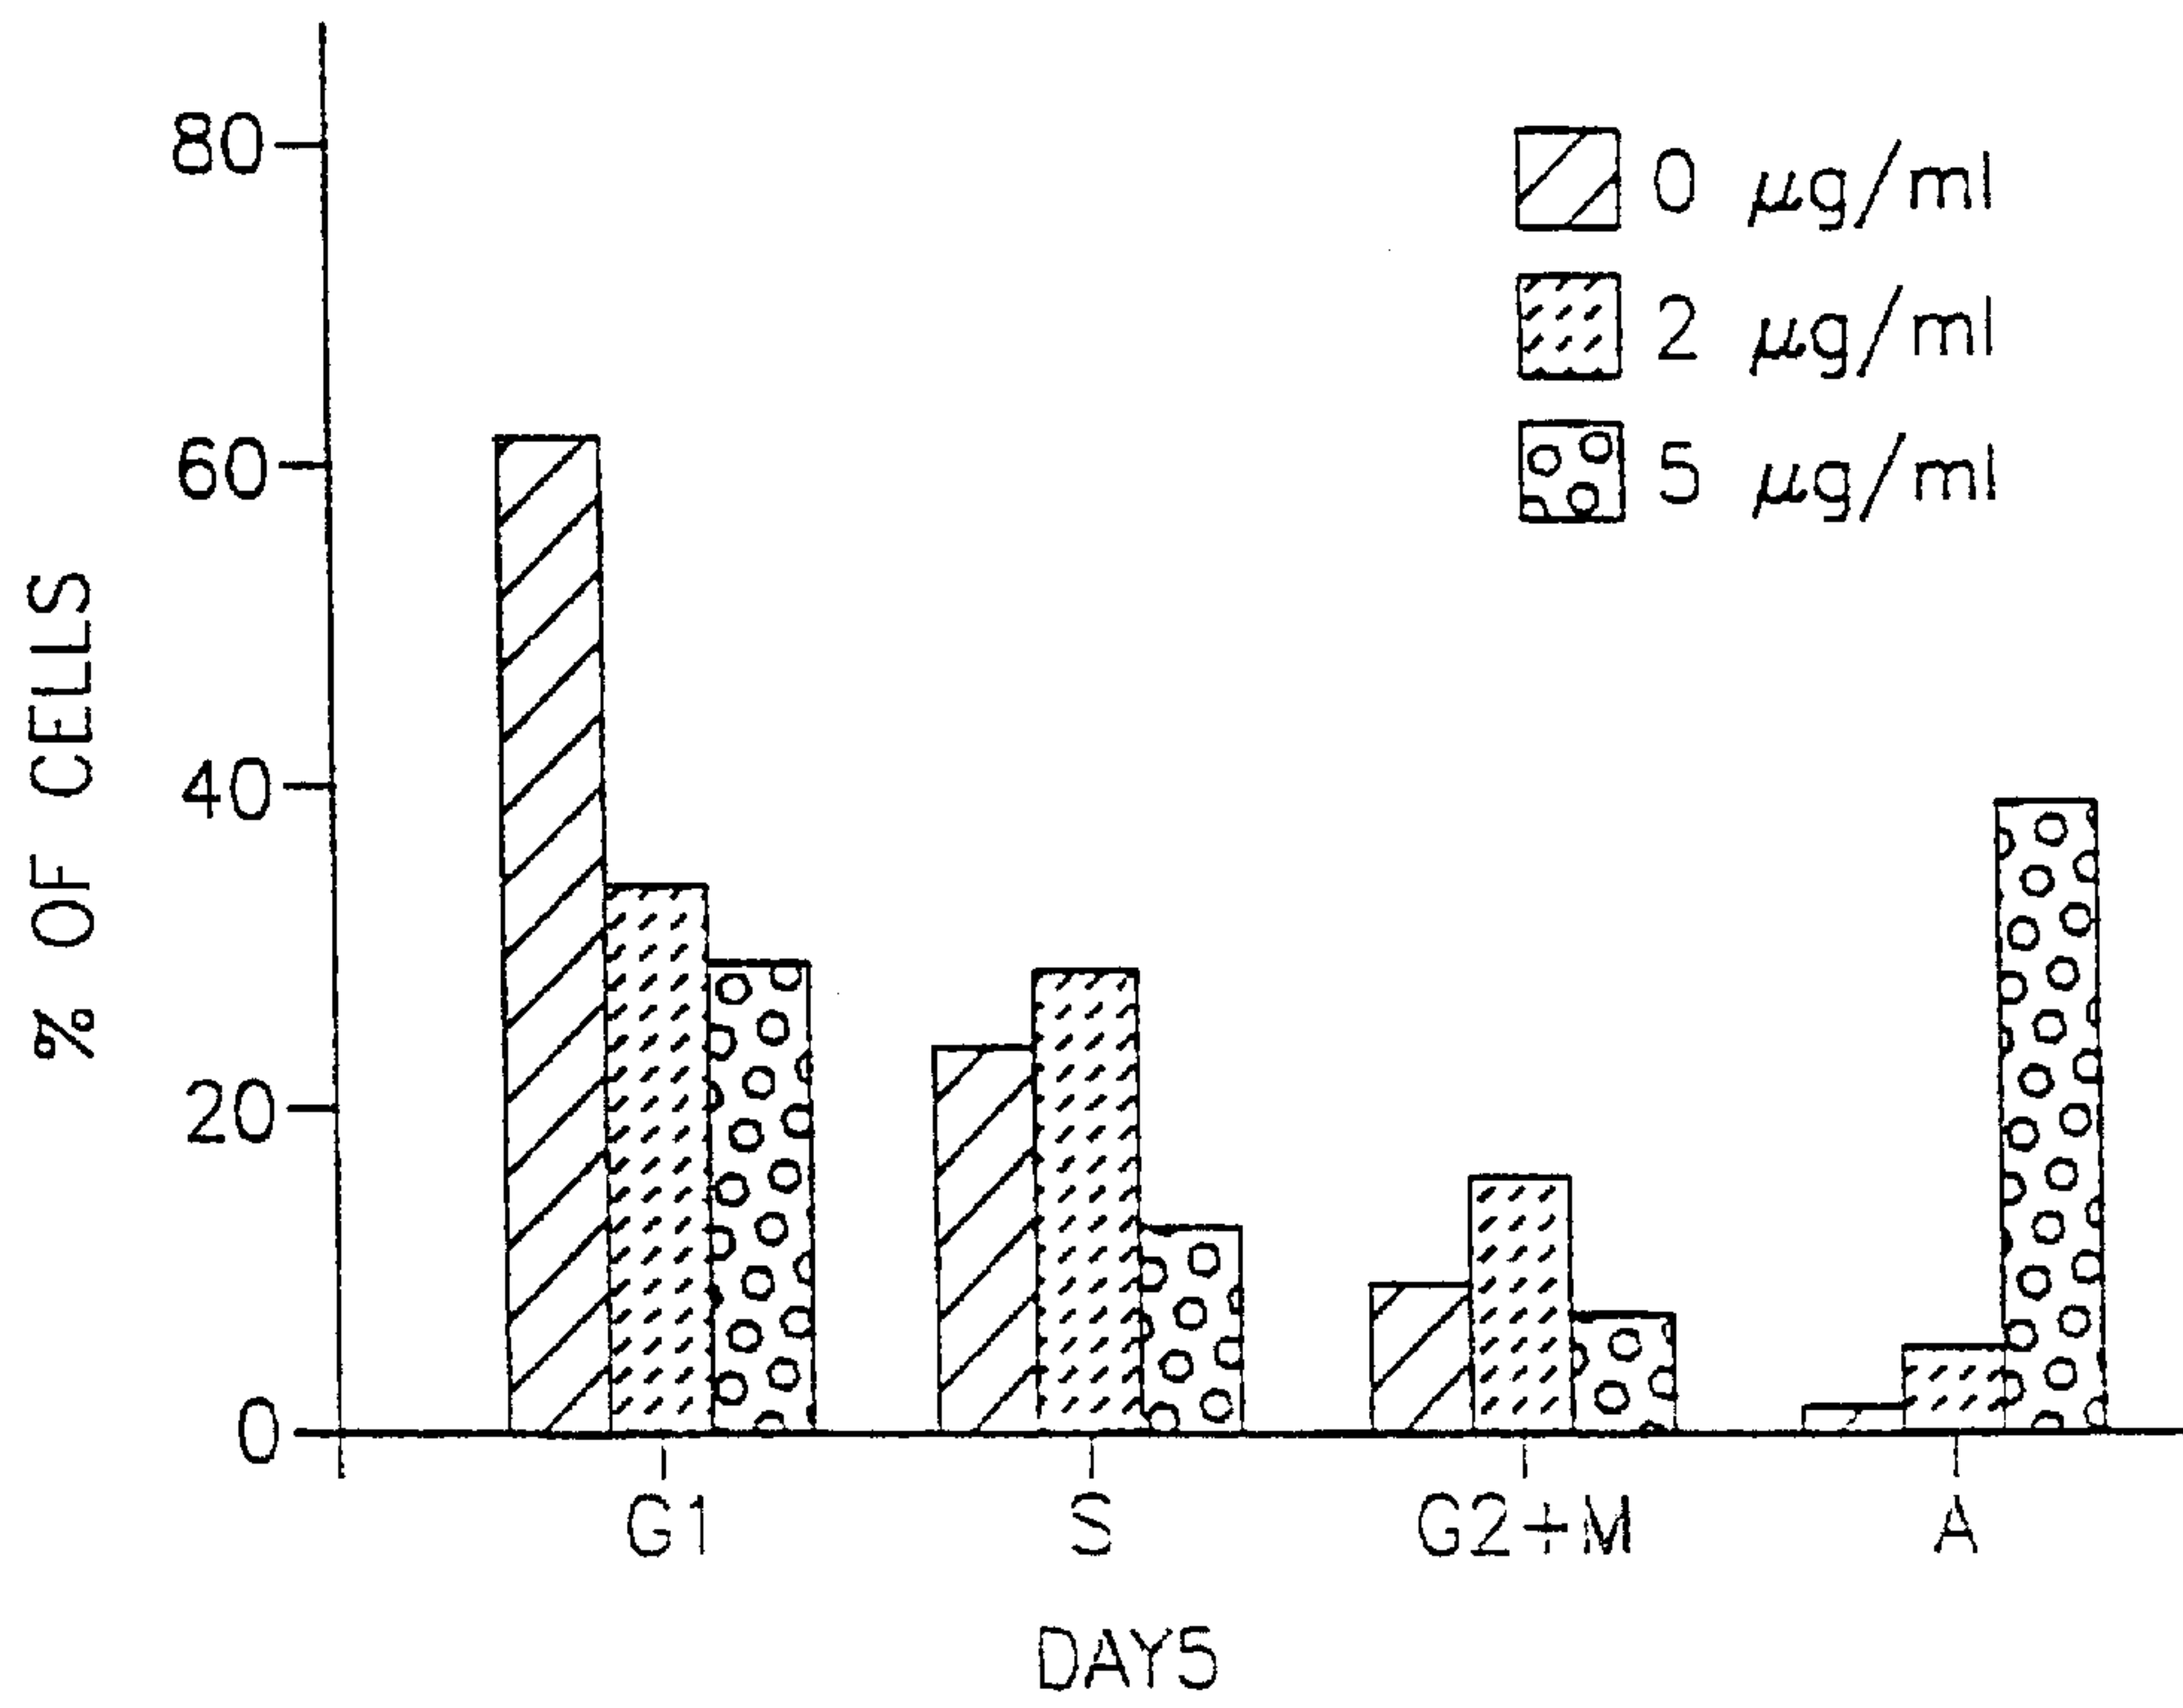 80
60
40
20
0
% OF CELLS
0 μg/ml
2 μg/ml
5 μg/ml
G1
S
G2+M
A
DAY5